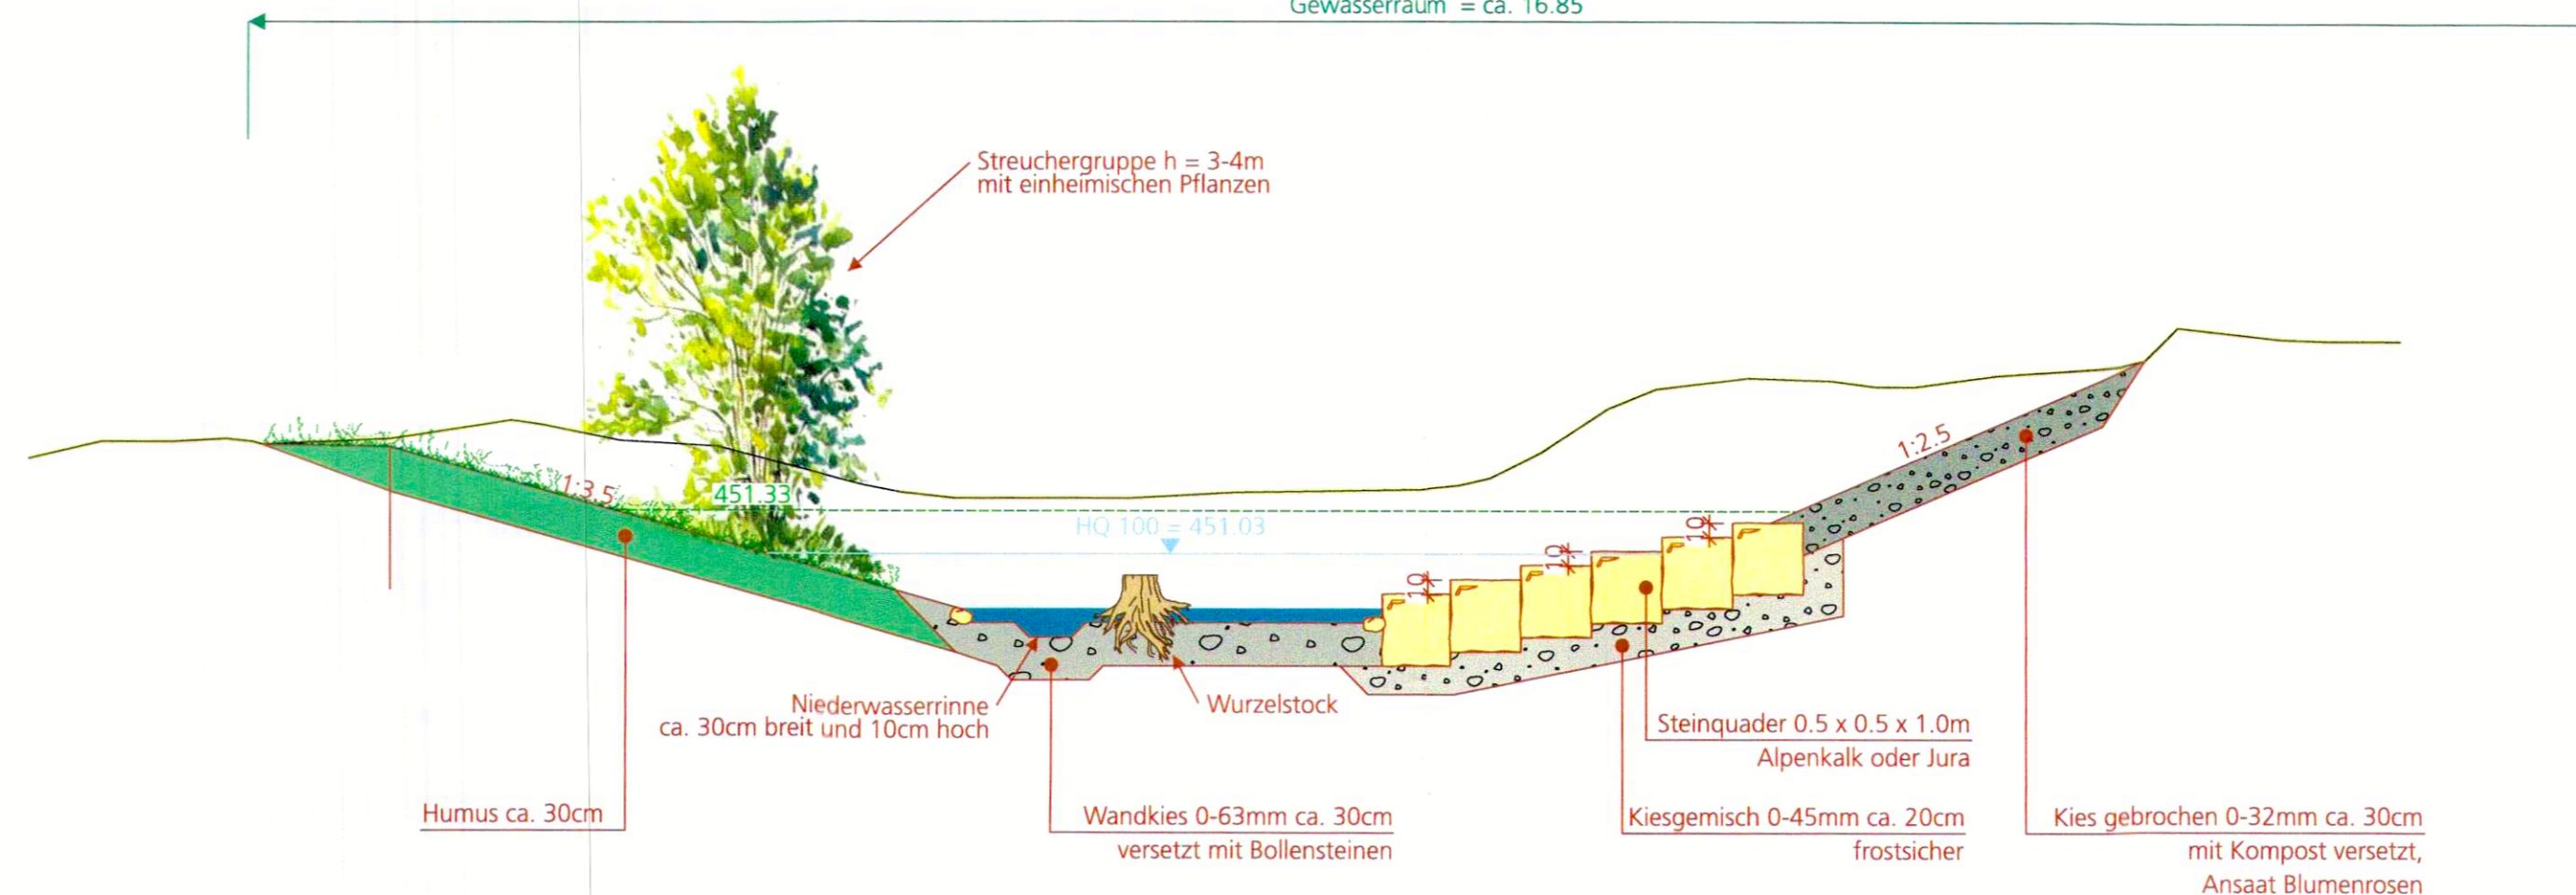 Gewässerraum = ca. 16.85
Streuchergruppe h = 3-4m
mit einheimischen Pflanzen
1:2.5
1:3.5
451.33
HQ 100 = 451.03
10
10
10
Niederwasserrinne
ca. 30cm breit und 10cm hoch
Wurzelstock
Steinquader 0.5 x 0.5 x 1.0m
Alpenkalk oder Jura
Humus ca. 30cm
Wandkies 0-63mm ca. 30cm
versetzt mit Bollensteinen
Kiesgemisch 0-45mm ca. 20cm
frostsicher
Kies gebrochen 0-32mm ca. 30cm
mit Kompost versetzt,
Ansaat Blumenrosen